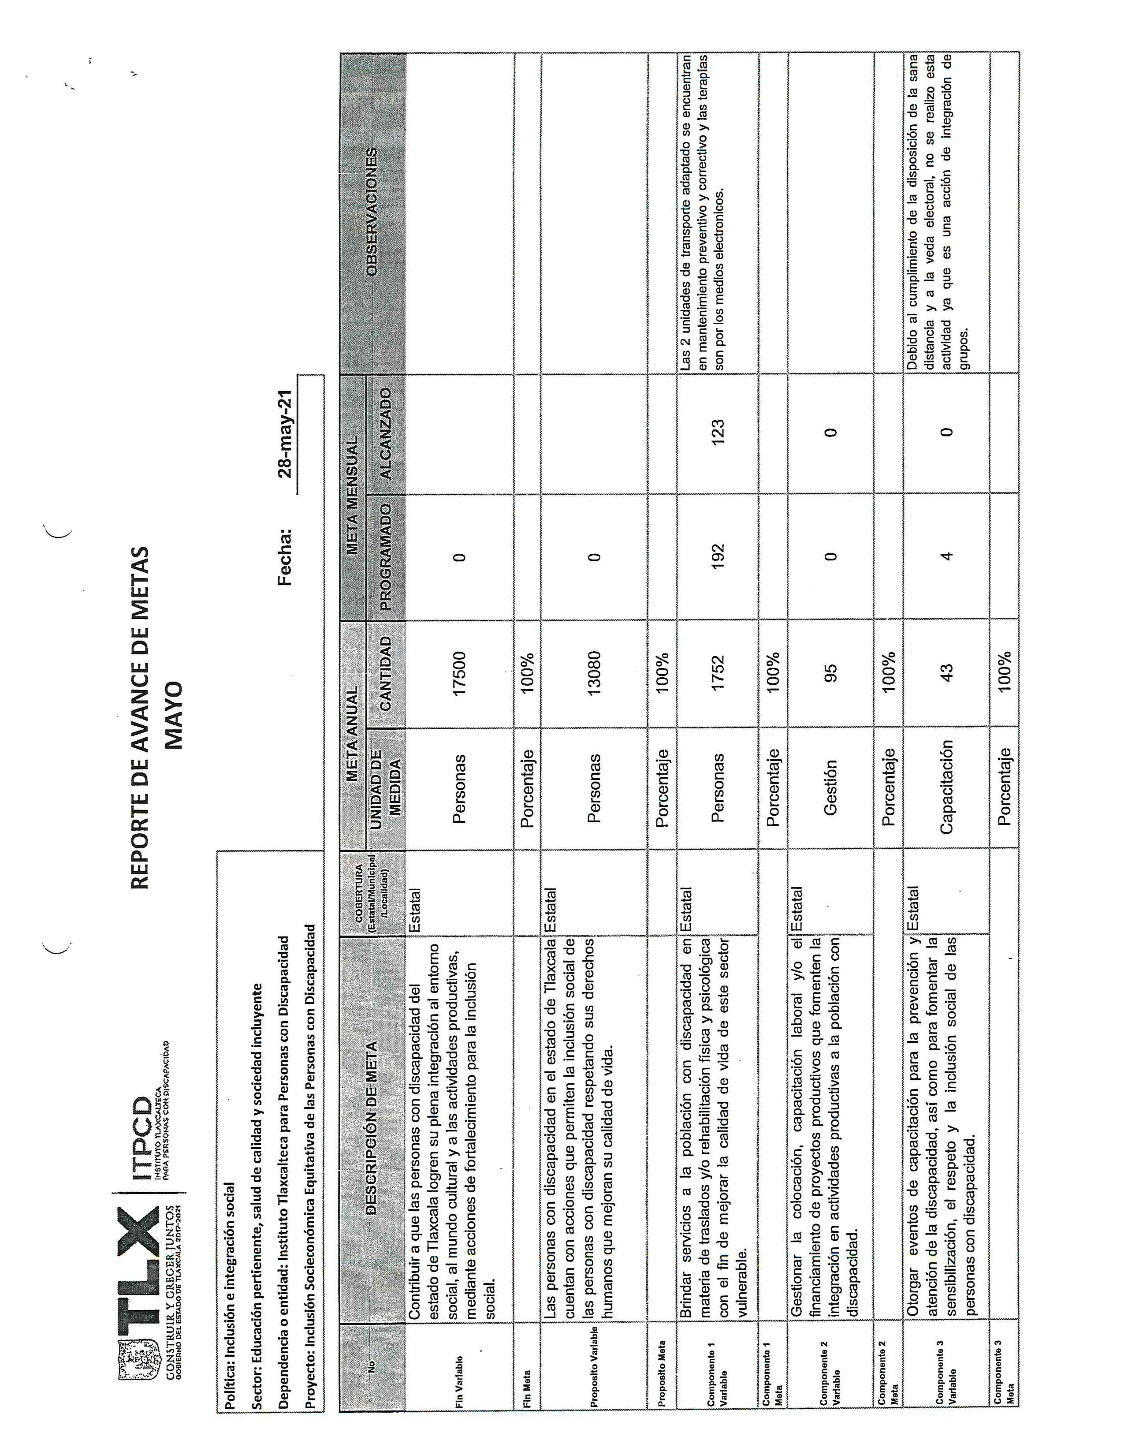 TLX
CONSTRUIR Y CRECER JUNTOS
GOBIERNO DEL ESTADO DE TLAXCALA 2017-2021
ITPCD
INSTITUTO TLAXCALTECA
PARA PERSONAS CON DISCAPACIDAD
REPORTE DE AVANCE DE METAS
MAYO
Política: Inclusión e integración social
Sector: Educación pertinente, salud de calidad y sociedad incluyente
Dependencia o entidad: Instituto Tlaxcalteca para Personas con Discapacidad
Proyecto: Inclusión Socieconómica Equitativa de las Personas con Discapacidad
Fecha: 28-may-21
No
DESCRIPCIÓN DE META
COBERTURA
(Estatal/Municipal
/Localidad)
META ANUAL
UNIDAD DE
MEDIDA
CANTIDAD
META MENSUAL
PROGRAMADO
ALCANZADO
OBSERVACIONES
Fin Variable
Contribuir a que las personas con discapacidad del
estado de Tlaxcala logren su plena integración al entorno
social, al mundo cultural y a las actividades productivas,
mediante acciones de fortalecimiento para la inclusión
social.
Estatal
Personas
17500
0
Fin Meta
Porcentaje
100%
Proposito Variable
Las personas con discapacidad en el estado de Tlaxcala
cuentan con acciones que permiten la inclusión social de
las personas con discapacidad respetando sus derechos
humanos que mejoran su calidad de vida.
Estatal
Personas
13080
0
Proposito Meta
Porcentaje
100%
Componente 1
Variable
Brindar servicios a la población con discapacidad en
materia de traslados y/o rehabilitación física y psicológica
con el fin de mejorar la calidad de vida de este sector
vulnerable.
Estatal
Personas
1752
192
123
Las 2 unidades de transporte adaptado se encuentran
en mantenimiento preventivo y correctivo y las terapias
son por los medios electronicos.
Componente 1
Meta
Porcentaje
100%
Componente 2
Variable
Gestionar la colocación, capacitación laboral y/o el
financiamiento de proyectos productivos que fomenten la
integración en actividades productivas a la población con
discapacidad.
Estatal
Gestión
95
0
0
Componente 2
Meta
Porcentaje
100%
Componente 3
Variable
Otorgar eventos de capacitación para la prevención y
atención de la discapacidad, así como para fomentar la
sensibilización, el respeto y la inclusión social de las
personas con discapacidad.
Estatal
Capacitación
43
4
0
Debido al cumplimiento de la disposición de la sana
distancia y a la veda electoral, no se realizo esta
actividad ya que es una acción de Integración de
grupos.
Componente 3
Meta
Porcentaje
100%